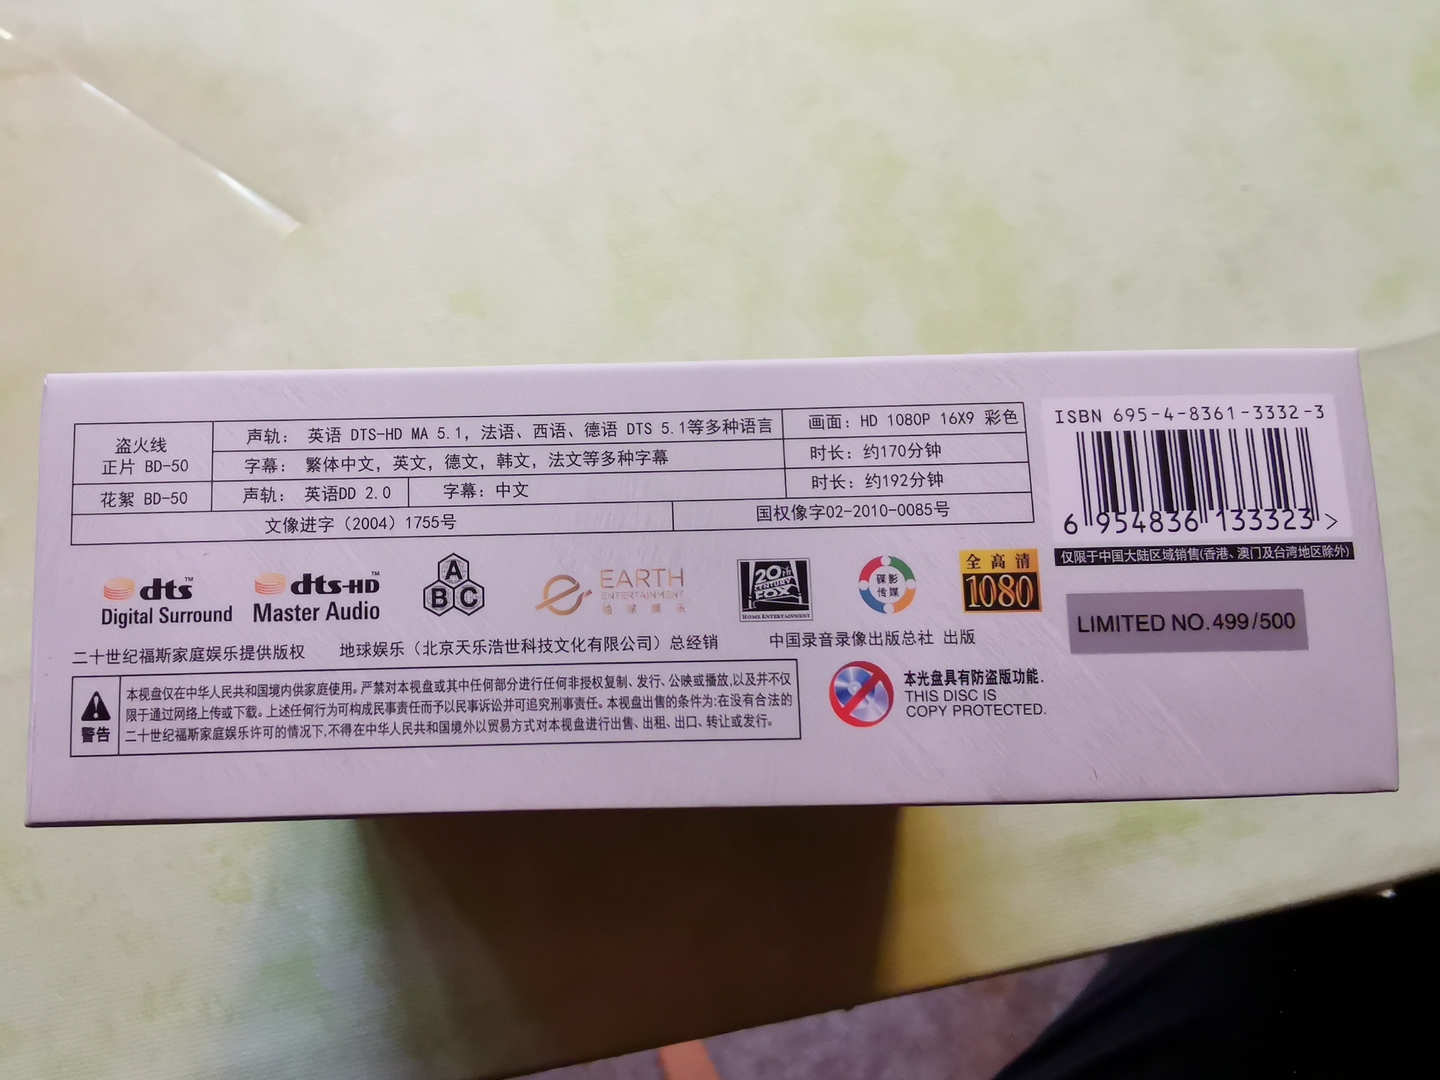 盗火线
正片 BD-50
声轨: 英语 DTS-HD MA 5.1, 法语、西语、德语 DTS 5.1等多种语言
画面: HD 1080P 16X9 彩色
字幕: 繁体中文, 英文, 德文, 韩文, 法文等多种字幕
时长: 约170分钟
花絮 BD-50
声轨: 英语DD 2.0
字幕: 中文
时长: 约192分钟
文像进字（2004）1755号
国权像字02-2010-0085号
ISBN 695-4-8361-3332-3
6 954836 133323 >
仅限于中国大陆区域销售(香港、澳门及台湾地区除外)
dts™
Digital Surround
dts-HD™
Master Audio
A
B C
EARTH
ENTERTAINMENT
地球娱乐
20th
CENTURY
FOX
HOME ENTERTAINMENT
碟影
传媒
全高清
1080
LIMITED NO.499/500
二十世纪福斯家庭娱乐提供版权
地球娱乐（北京天乐浩世科技文化有限公司）总经销
中国录音录像出版总社 出版
警告
本视盘仅在中华人民共和国境内供家庭使用。严禁对本视盘或其中任何部分进行任何非授权复制、发行、公映或播放,以及并不仅
限于通过网络上传或下载。上述任何行为可构成民事责任而予以民事诉讼并可追究刑事责任。本视盘出售的条件为:在没有合法的
二十世纪福斯家庭娱乐许可的情况下,不得在中华人民共和国境外以贸易方式对本视盘进行出售、出租、出口、转让或发行。
本光盘具有防盗版功能.
THIS DISC IS
COPY PROTECTED.